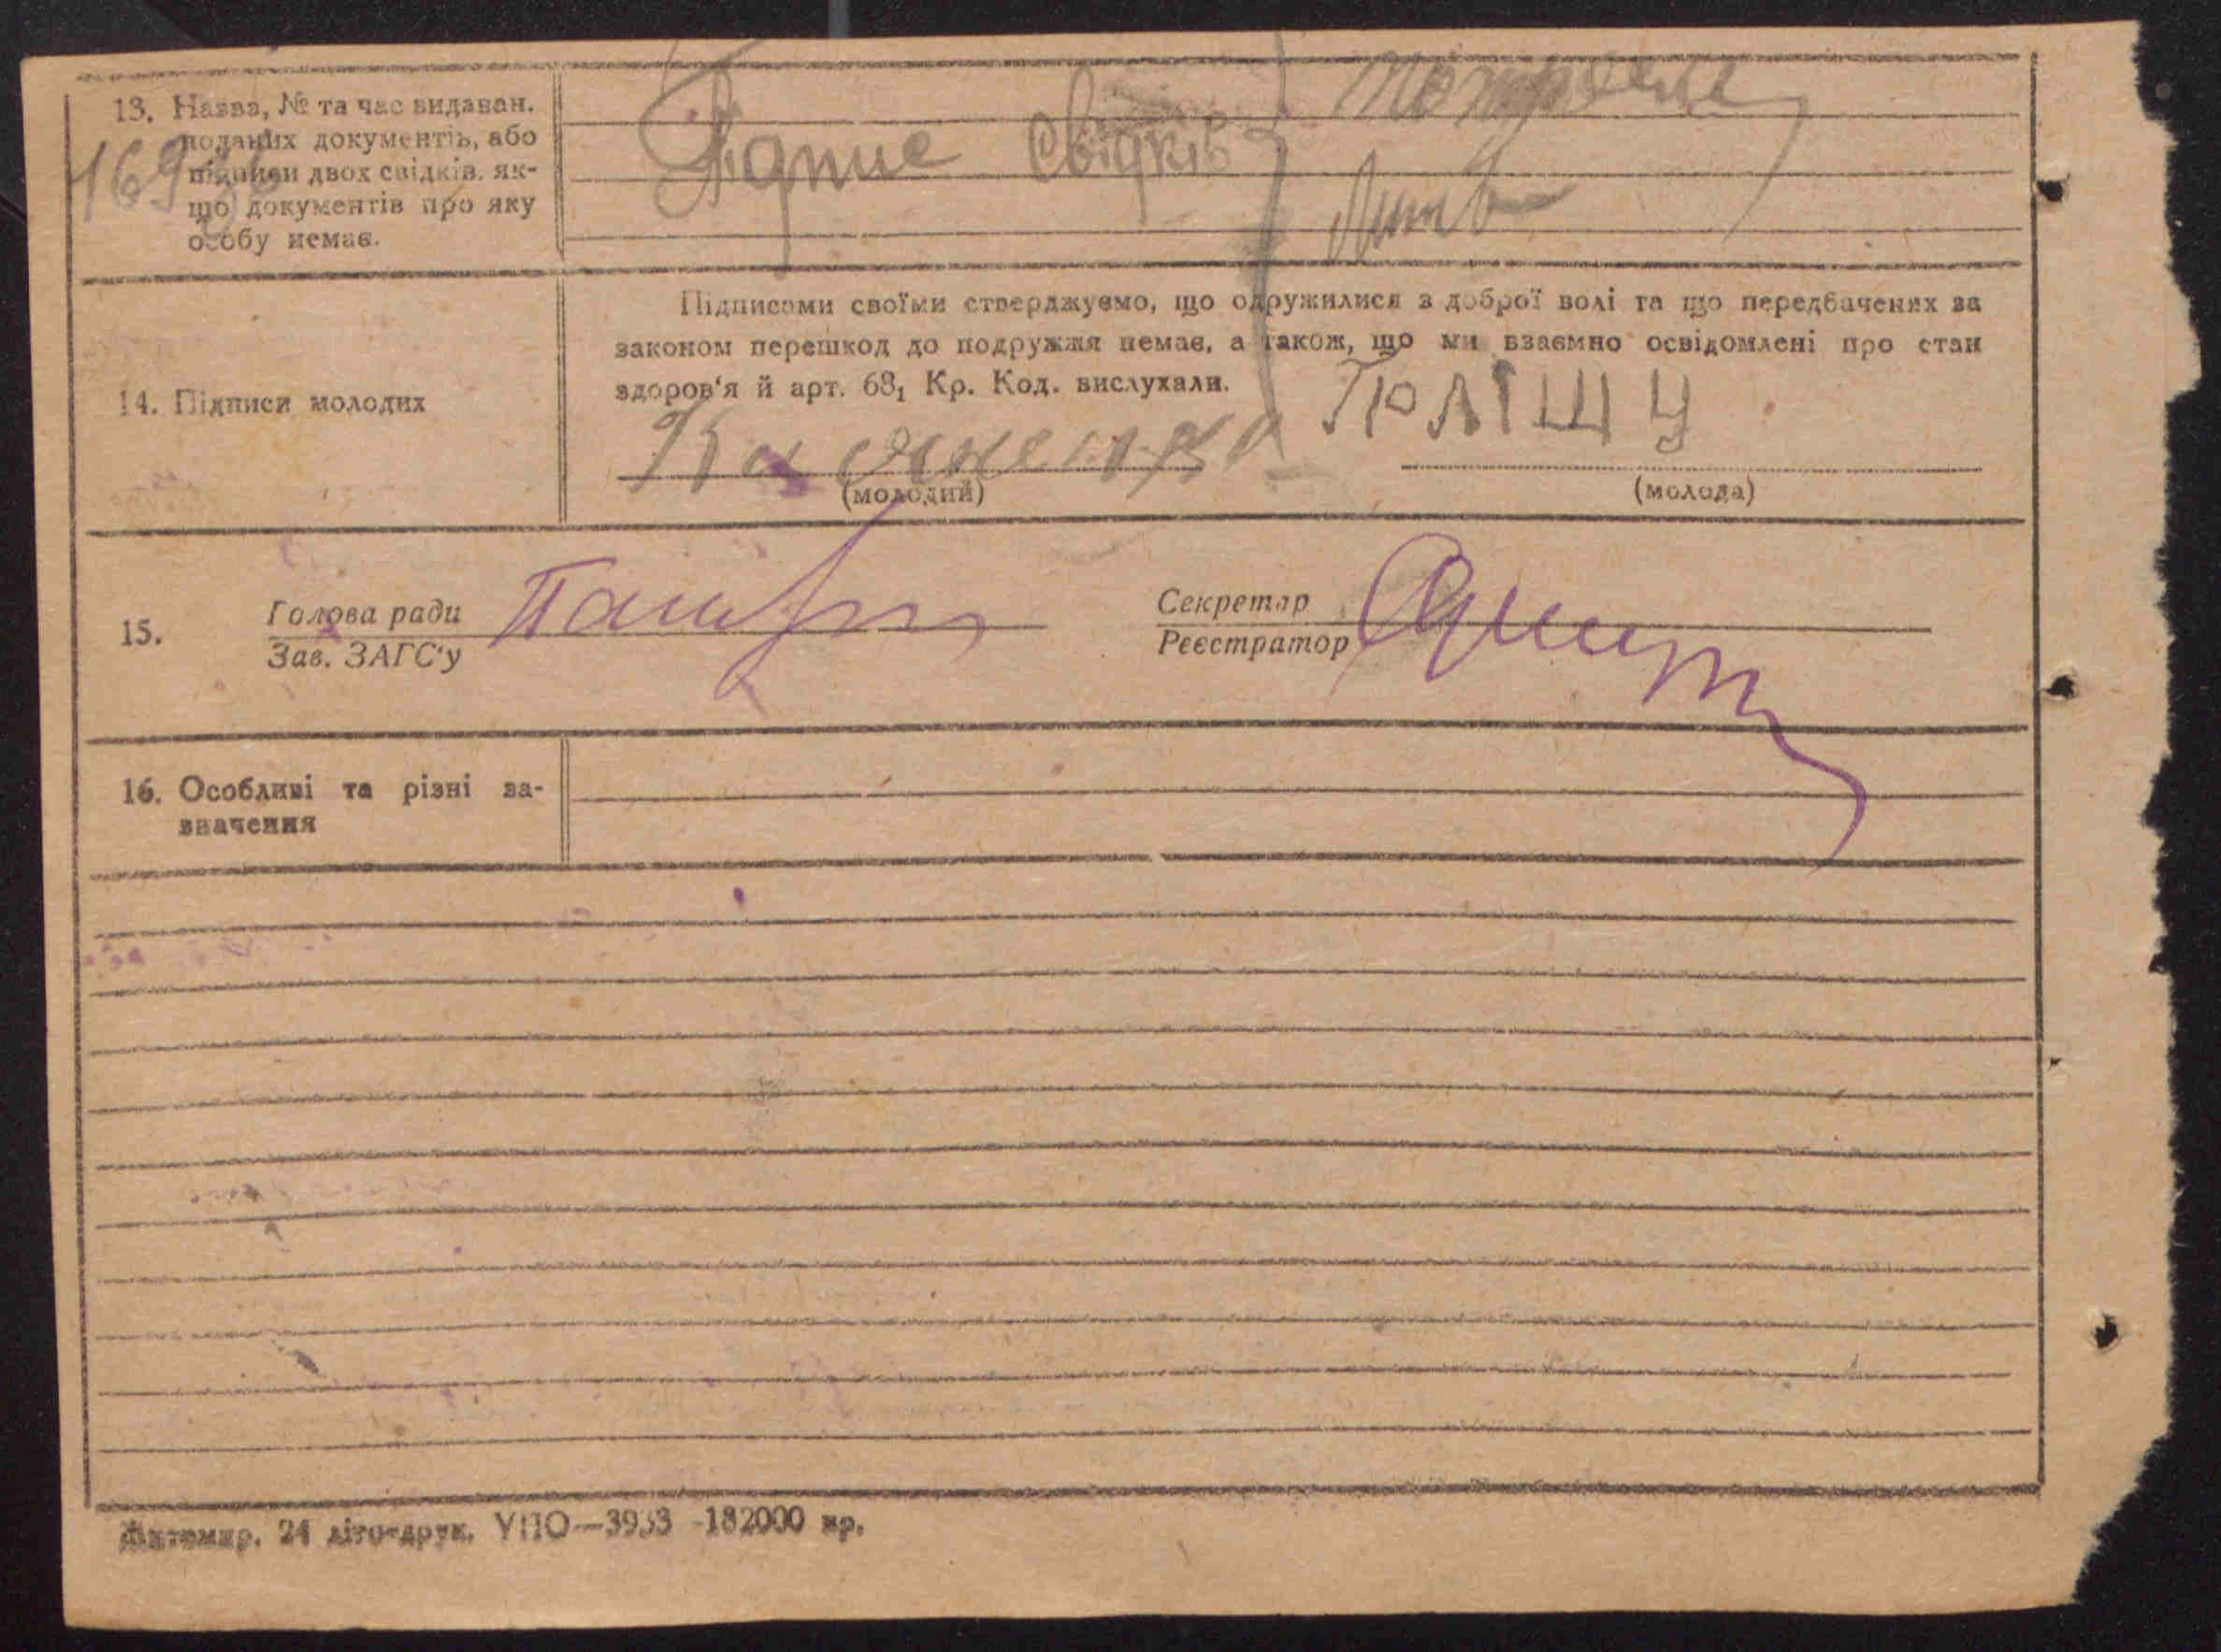 13. Назва, № та час видаван.
поданих документів, або
підписи двох свідків, як-
що документів про яку
особу немає.
Підпис свідків
14. Підписи молодих
Підписами своїми стверджуємо, що одружилися з доброї волі та що передбачених за
законом перешкод до подружжя немає, а також, що ми взаємно освідомлені про стан
здоров'я й арт. 68₁ Кр. Код. вислухали.
Поліщу
(молодий)
(молода)
15.
Голова ради
Зав. ЗАГС'у
Секретар
Реєстратор
16. Особливі та різні за-
значення
Житомир. 24 літо-друк. УПО—3933 -182000 пр.